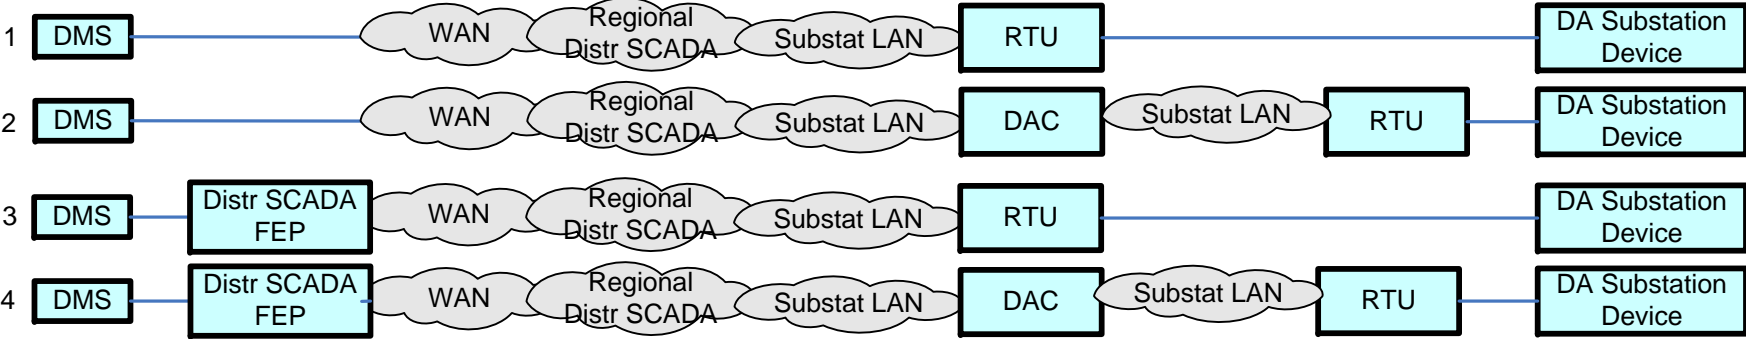 1 DMS WAN Regional Distr SCADA Substat LAN RTU DA Substation Device
2 DMS WAN Regional Distr SCADA Substat LAN DAC Substat LAN RTU DA Substation Device
3 DMS Distr SCADA FEP WAN Regional Distr SCADA Substat LAN RTU DA Substation Device
4 DMS Distr SCADA FEP WAN Regional Distr SCADA Substat LAN DAC Substat LAN RTU DA Substation Device